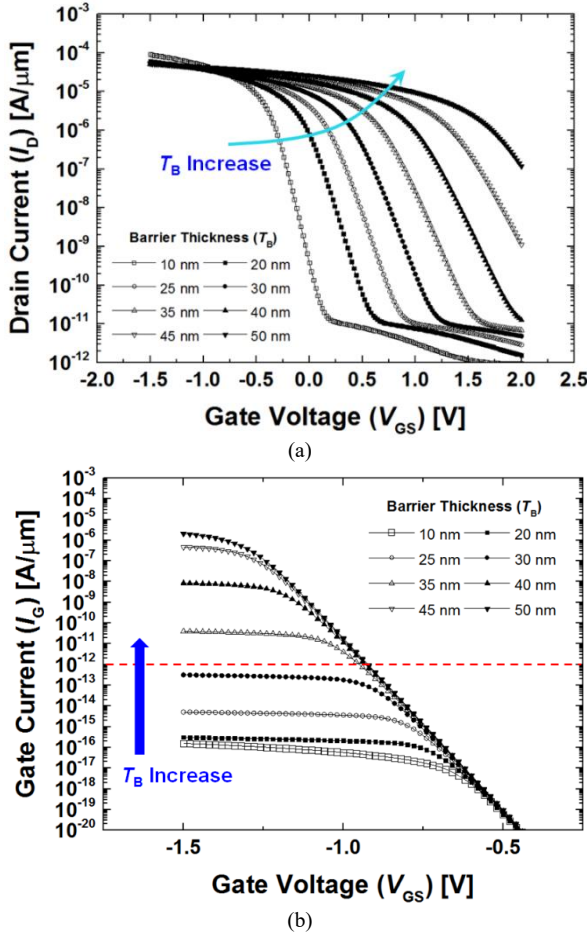 10⁻³
10⁻⁴
10⁻⁵
10⁻⁶
10⁻⁷
10⁻⁸
10⁻⁹
10⁻¹⁰
10⁻¹¹
10⁻¹²
Drain Current (I_D) [A/μm]
T_B Increase
Barrier Thickness (T_B)
10 nm 20 nm
25 nm 30 nm
35 nm 40 nm
45 nm 50 nm
-2.0 -1.5 -1.0 -0.5 0.0 0.5 1.0 1.5 2.0
Gate Voltage (V_GS) [V]
(a)
10⁻³
10⁻⁴
10⁻⁵
10⁻⁶
10⁻⁷
10⁻⁸
10⁻⁹
10⁻¹⁰
10⁻¹¹
10⁻¹²
10⁻¹³
10⁻¹⁴
10⁻¹⁵
10⁻¹⁶
10⁻¹⁷
10⁻¹⁸
10⁻¹⁹
10⁻²⁰
Gate Current (I_G) [A/μm]
Barrier Thickness (T_B)
10 nm 20 nm
25 nm 30 nm
35 nm 40 nm
45 nm 50 nm
T_B Increase
-1.5 -1.0 -0.5
Gate Voltage (V_GS) [V]
(b)